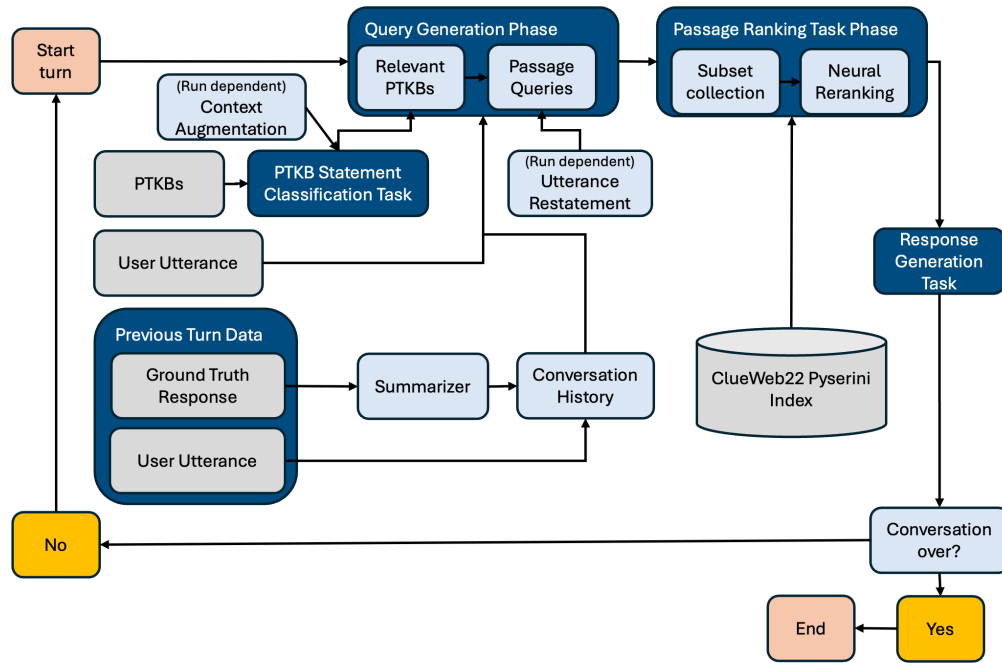 Start
turn
Query Generation Phase
Relevant
PTKBs
Passage
Queries
Passage Ranking Task Phase
Subset
collection
Neural
Reranking
(Run dependent)
Context
Augmentation
PTKBs
PTKB Statement
Classification Task
(Run dependent)
Utterance
Restatement
User Utterance
Response
Generation
Task
Previous Turn Data
Ground Truth
Response
Summarizer
Conversation
History
User Utterance
ClueWeb22 Pyserini
Index
No
Conversation
over?
End
Yes